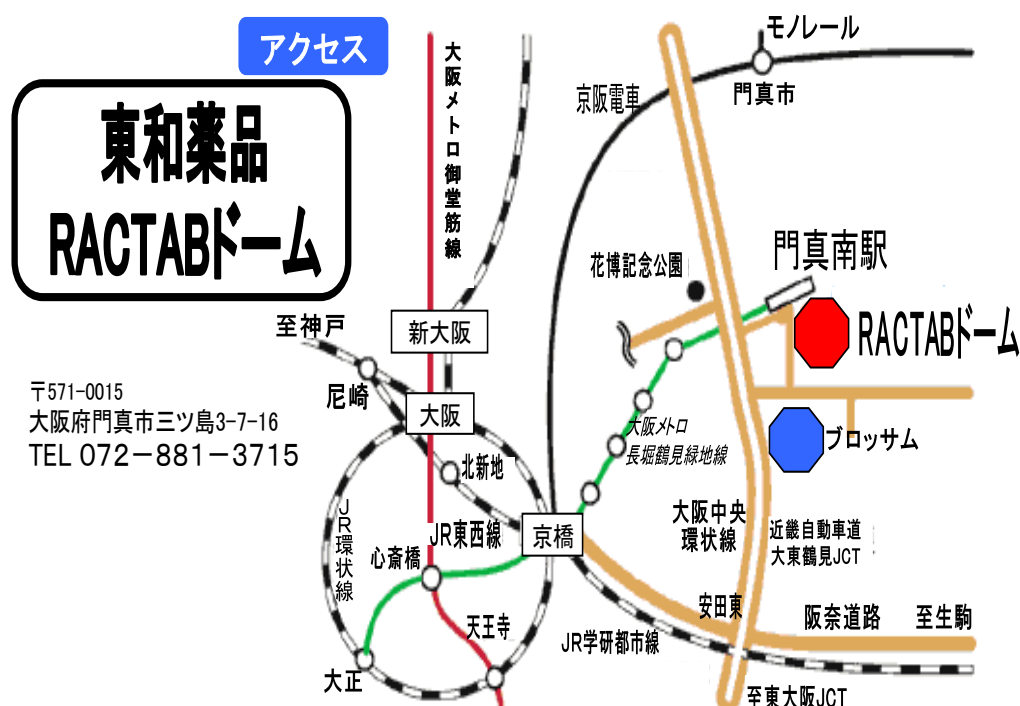 アクセス
東和薬品
RACTABドーム
〒571-0015
大阪府門真市三ツ島3-7-16
TEL 072－881－3715
大阪メトロ御堂筋線
モノレール
門真市
京阪電車
花博記念公園
門真南駅
RACTABドーム
新大阪
至神戸
尼崎
大阪
北新地
大阪メトロ
長堀鶴見緑地線
ブロッサム
JR環状線
JR東西線
京橋
心斎橋
大阪中央
環状線
近畿自動車道
大東鶴見JCT
安田東
阪奈道路
至生駒
天王寺
JR学研都市線
大正
至東大阪JCT